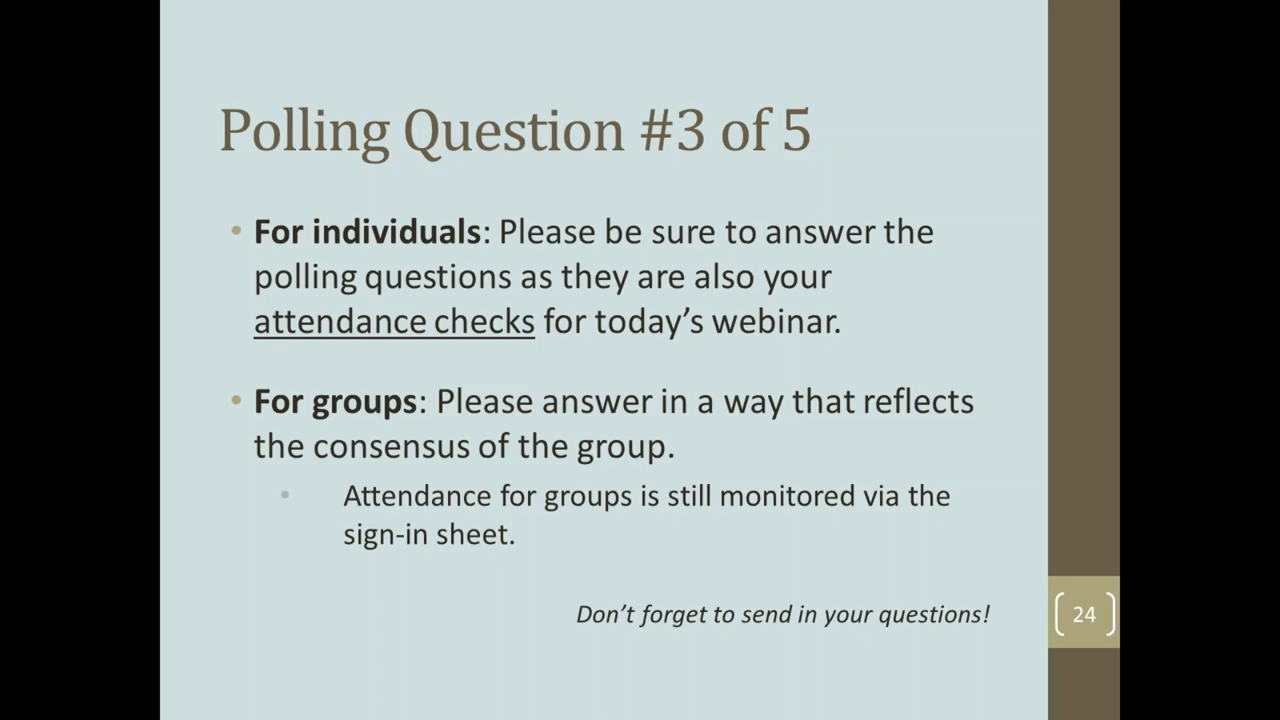 Polling Question #3 of 5
• For individuals: Please be sure to answer the
polling questions as they are also your
attendance checks for today’s webinar.
• For groups: Please answer in a way that reflects
the consensus of the group.
• Attendance for groups is still monitored via the
sign-in sheet.
Don’t forget to send in your questions!
24